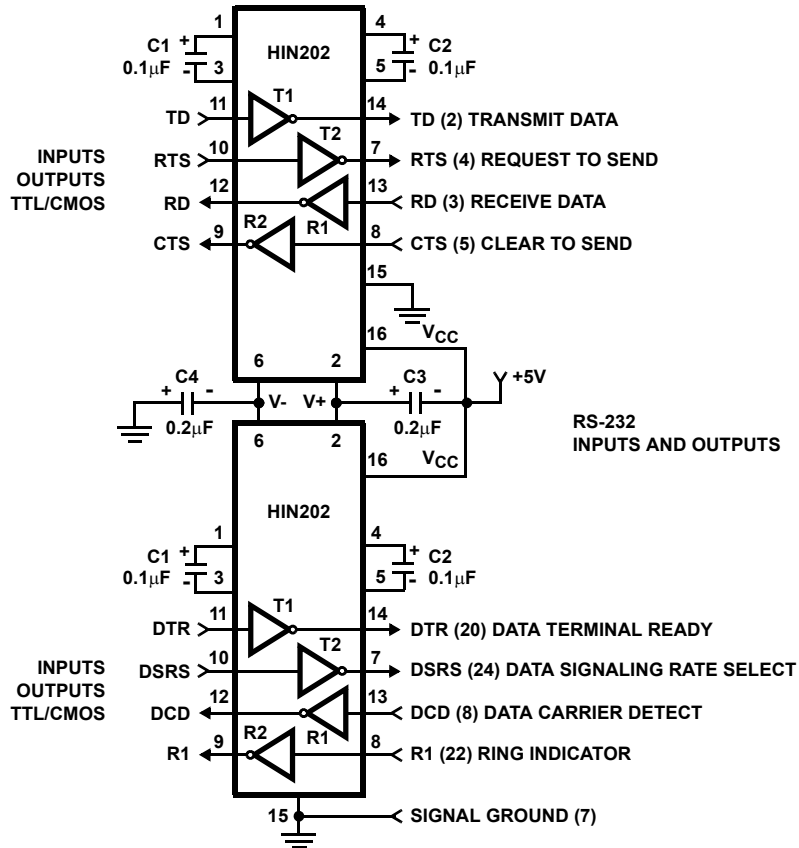 1 4
C1 + HIN202 + C2
0.1µF - 3 5 - 0.1µF
T1
TD 11 14 TD (2) TRANSMIT DATA
T2
INPUTS
OUTPUTS
TTL/CMOS
RTS 10 7 RTS (4) REQUEST TO SEND
RD 12 13 RD (3) RECEIVE DATA
R2 R1
CTS 9 8 CTS (5) CLEAR TO SEND
15
16 VCC
6 2
C4 C3 +5V
+ - V- V+ + -
0.2µF 0.2µF
RS-232
INPUTS AND OUTPUTS
6 2
16 VCC
HIN202
1 4
C1 + + C2
0.1µF - 3 5 - 0.1µF
T1
DTR 11 14 DTR (20) DATA TERMINAL READY
T2
INPUTS
OUTPUTS
TTL/CMOS
DSRS 10 7 DSRS (24) DATA SIGNALING RATE SELECT
DCD 12 13 DCD (8) DATA CARRIER DETECT
R2 R1
R1 9 8 R1 (22) RING INDICATOR
15 SIGNAL GROUND (7)